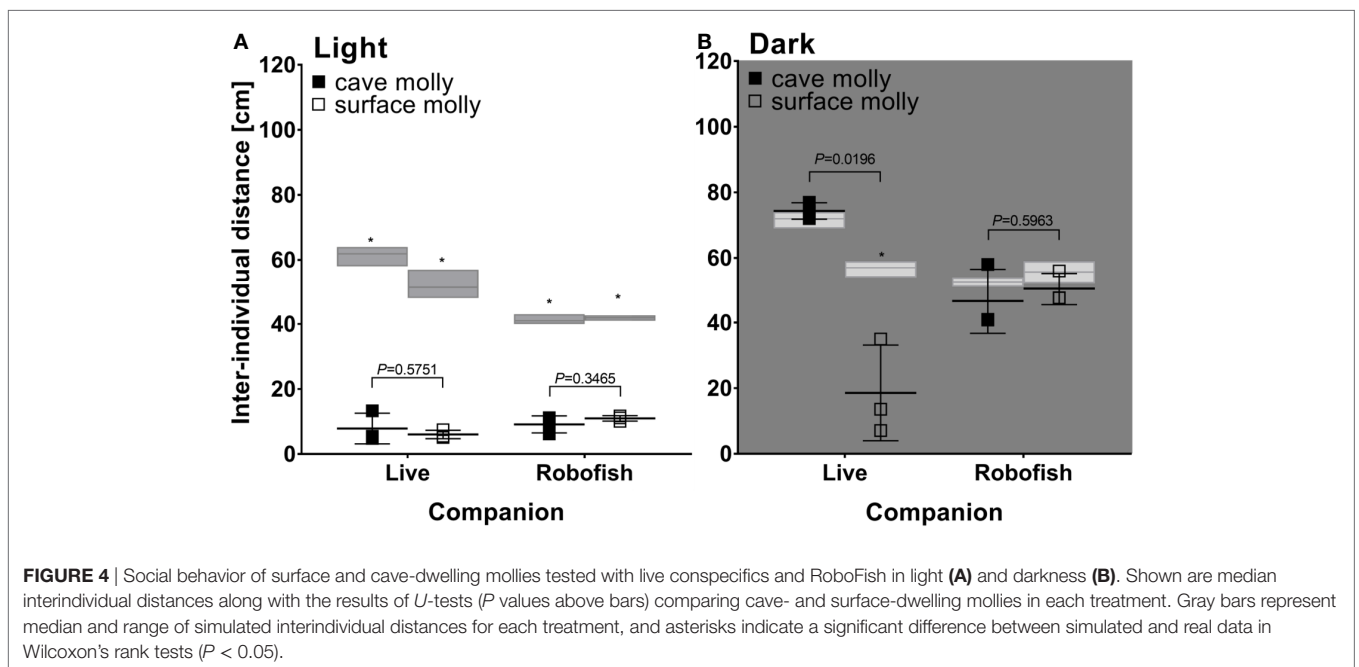 A
Light
120
100
80
60
40
20
0
Inter-individual distance [cm]
cave molly
surface molly
*
*
*
*
P=0.5751
P=0.3465
Live
Robofish
Companion
B
Dark
120
100
80
60
40
20
0
cave molly
surface molly
P=0.0196
*
P=0.5963
Live
Robofish
Companion
FIGURE 4 | Social behavior of surface and cave-dwelling mollies tested with live conspecifics and RoboFish in light (A) and darkness (B). Shown are median
interindividual distances along with the results of U-tests (P values above bars) comparing cave- and surface-dwelling mollies in each treatment. Gray bars represent
median and range of simulated interindividual distances for each treatment, and asterisks indicate a significant difference between simulated and real data in
Wilcoxon's rank tests (P < 0.05).